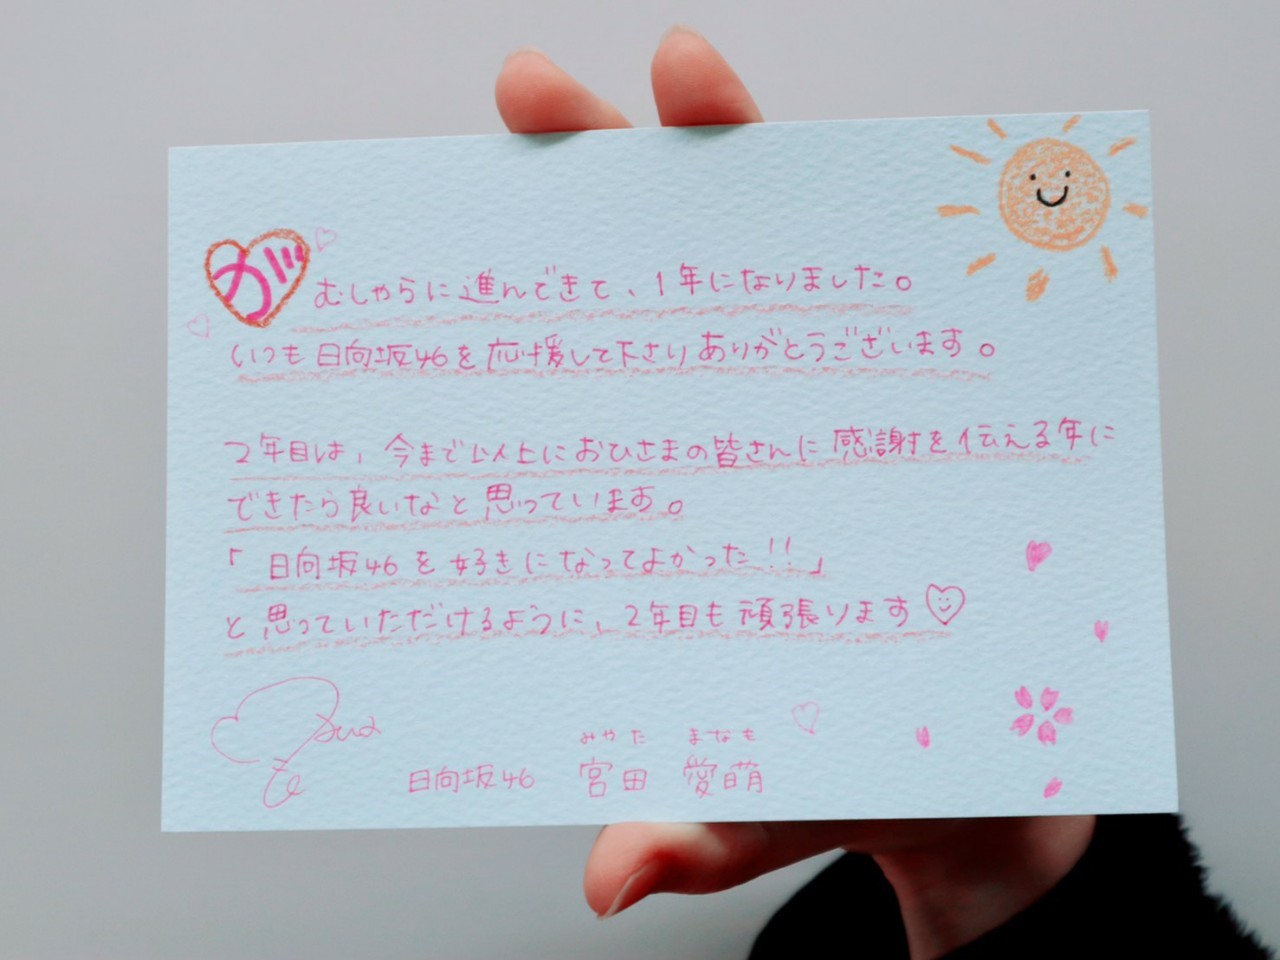 がむしゃらに進んできて、1年になりました。
いつも日向坂46を応援して下さりありがとうございます。
2年目は、今まで以上におひさまの皆さんに感謝を伝える年に
できたら良いなと思っています。
「日向坂46を好きになってよかった!!」
と思っていただけるように、2年目も頑張ります♡
みやた まなも
日向坂46 宮田 愛萌